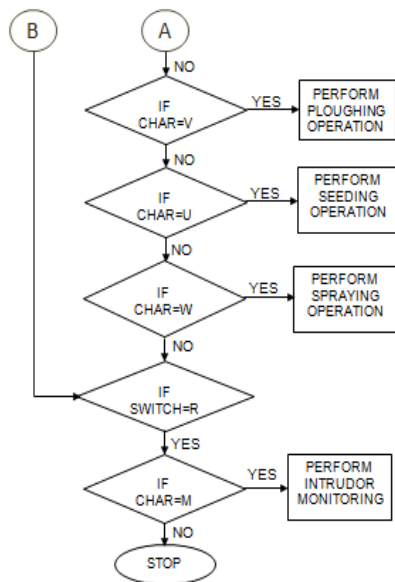 B
A
NO
IF
CHAR=V
YES
PERFORM
PLOUGHING
OPERATION
NO
IF
CHAR=U
YES
PERFORM
SEEDING
OPERATION
NO
IF
CHAR=W
YES
PERFORM
SPRAYING
OPERATION
NO
IF
SWITCH=R
YES
IF
CHAR=M
YES
PERFORM
INTRUDOR
MONITORING
NO
STOP